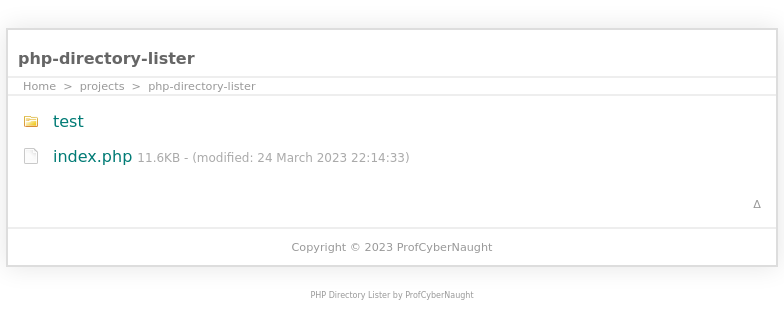 php-directory-lister
Home > projects > php-directory-lister
test
index.php 11.6KB - (modified: 24 March 2023 22:14:33)
Δ
Copyright © 2023 ProfCyberNaught
PHP Directory Lister by ProfCyberNaught